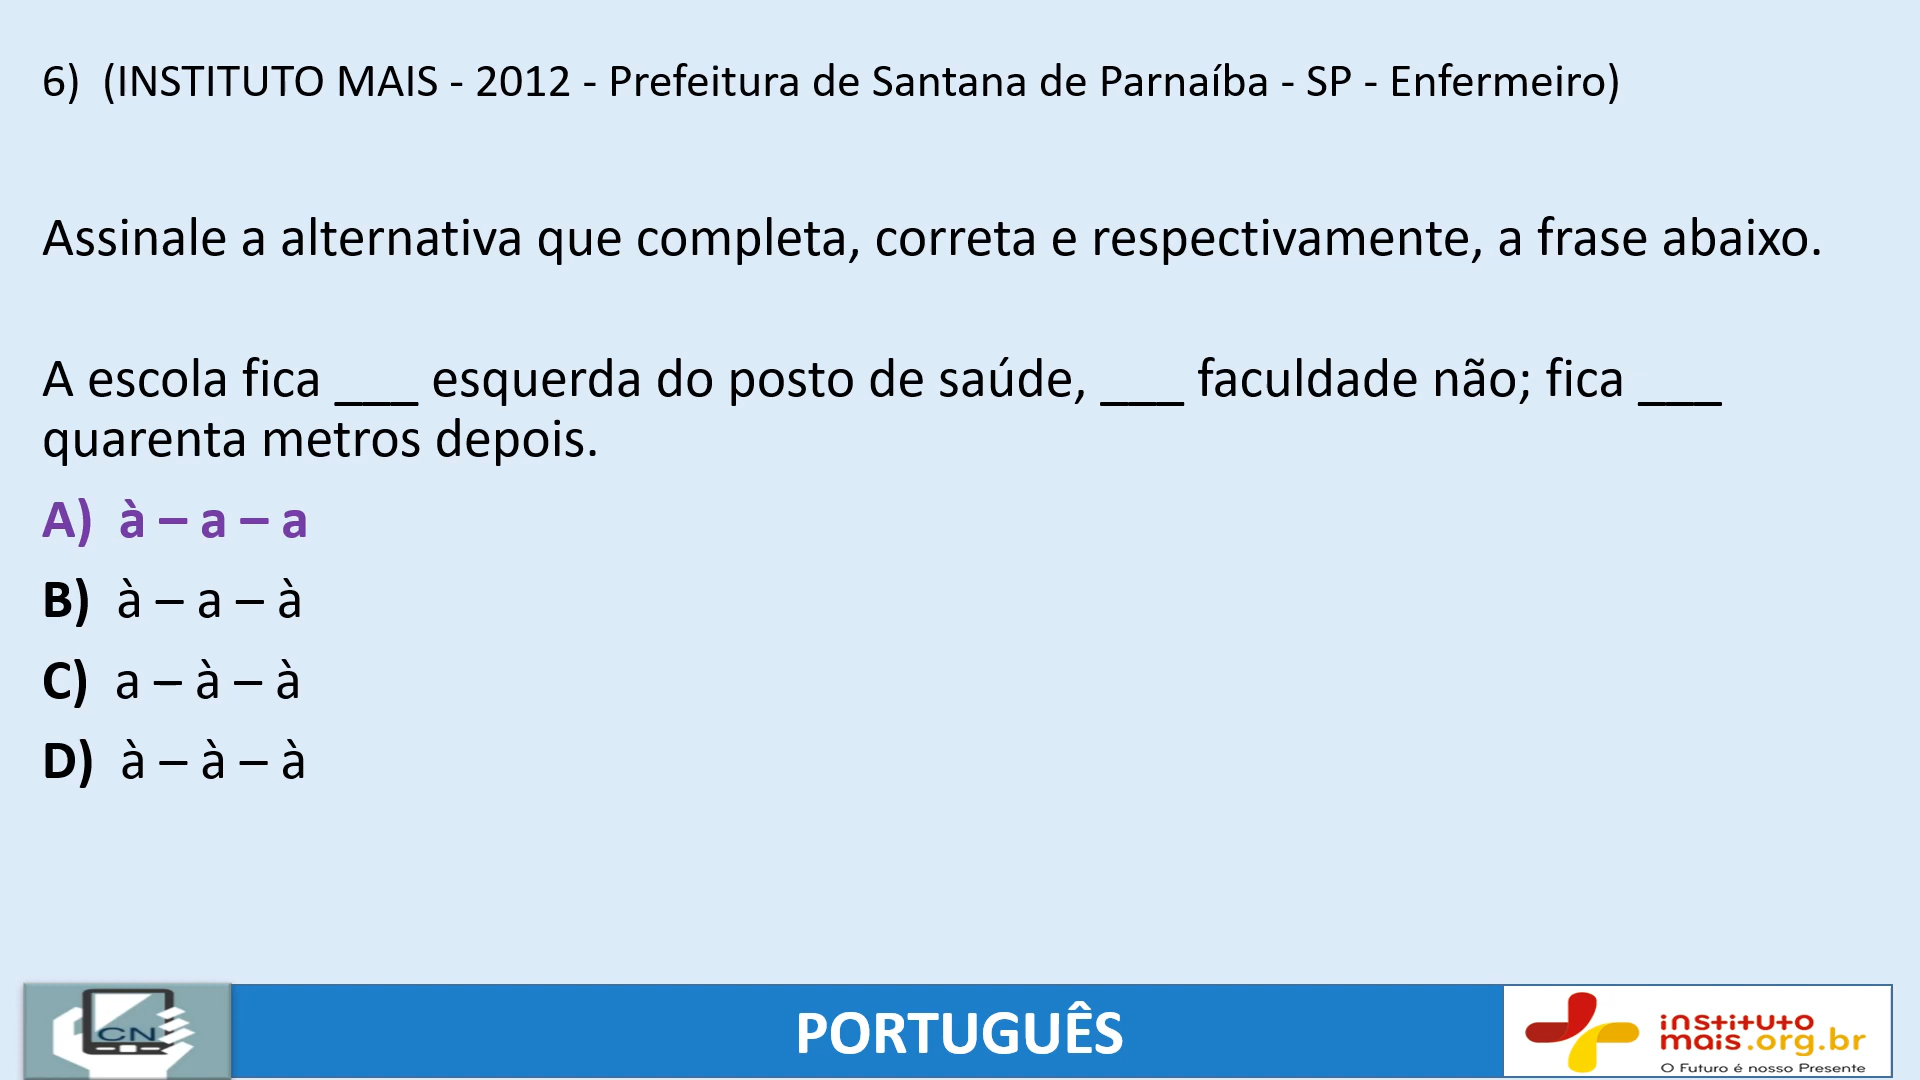 6) (INSTITUTO MAIS - 2012 - Prefeitura de Santana de Parnaíba - SP - Enfermeiro)
Assinale a alternativa que completa, correta e respectivamente, a frase abaixo.
A escola fica ___ esquerda do posto de saúde, ___ faculdade não; fica ___
quarenta metros depois.
A) à – a – a
B) à – a – à
C) a – à – à
D) à – à – à
CN
PORTUGUÊS
instituto
mais.org.br
O Futuro é nosso Presente